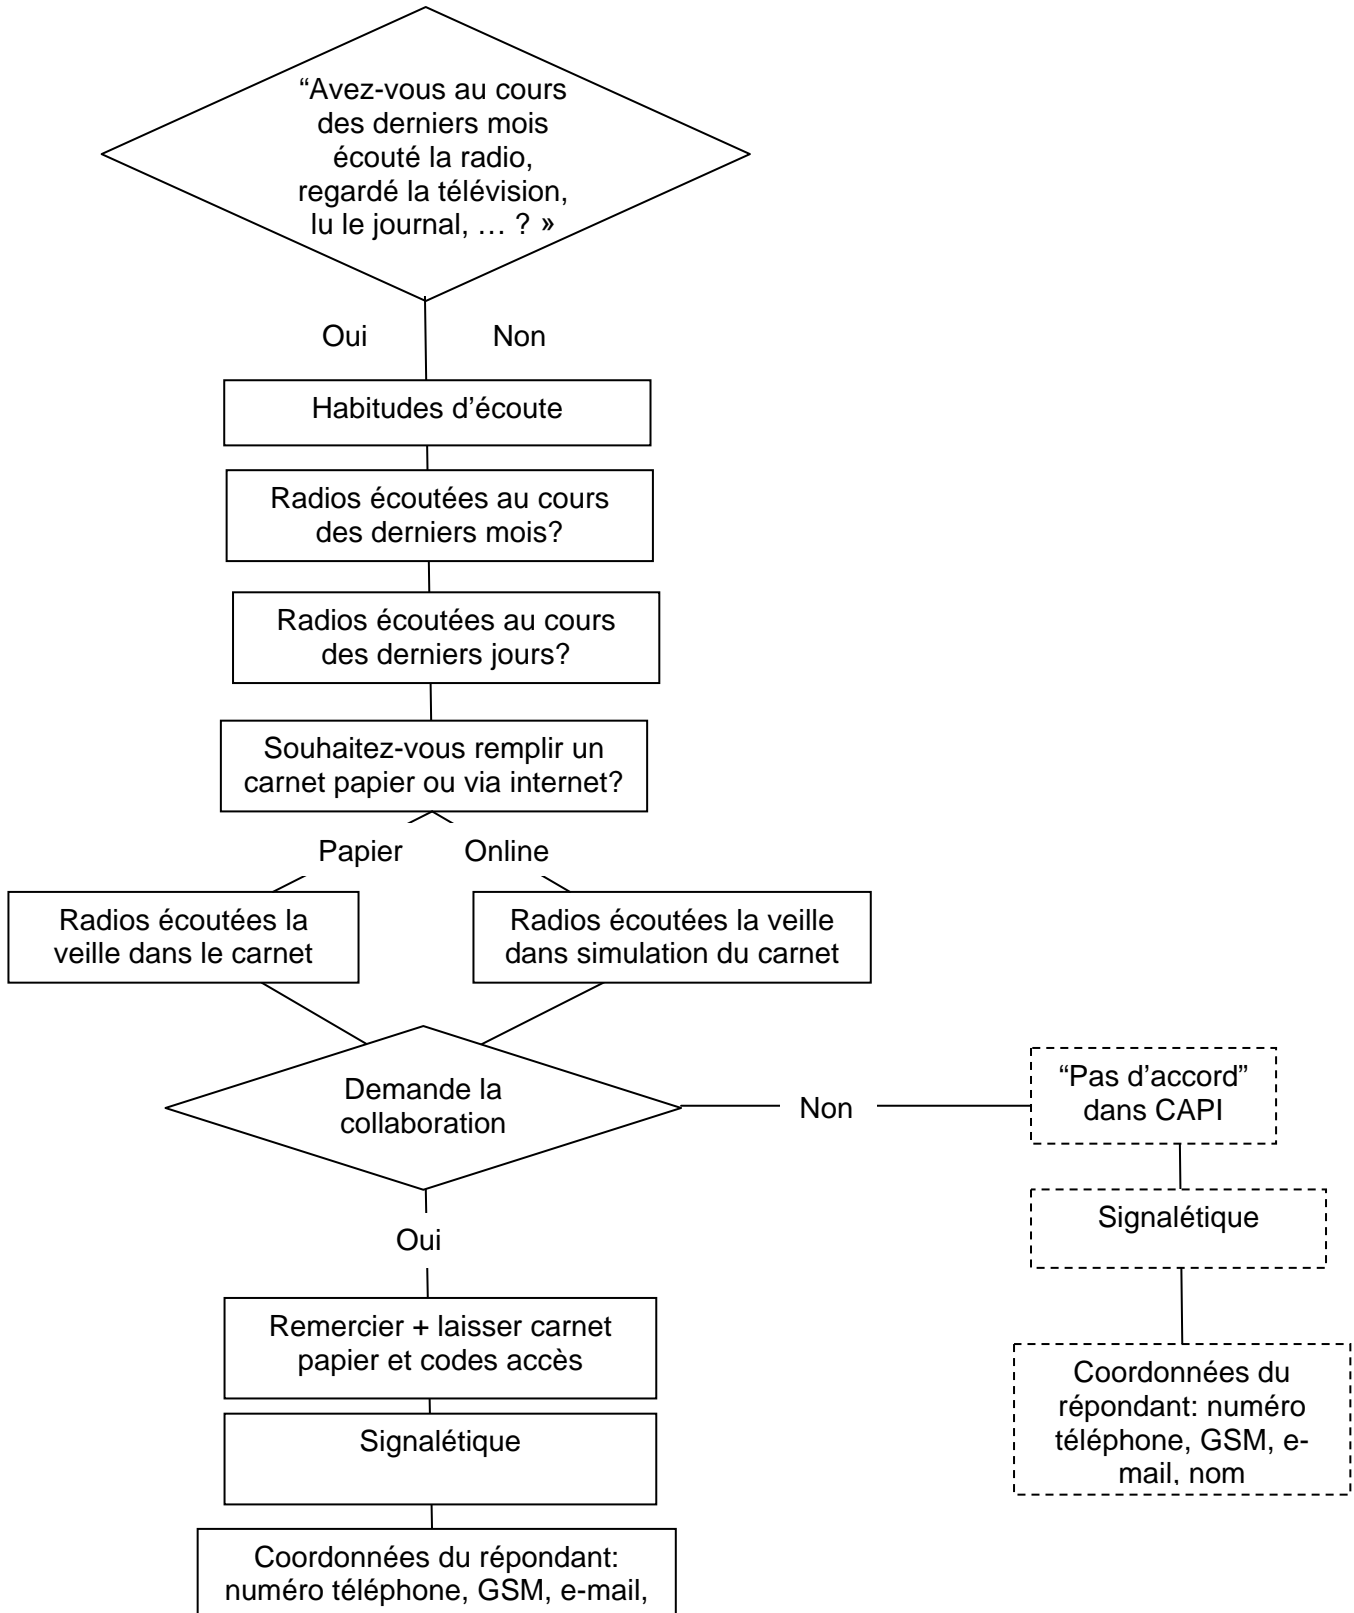 “Avez-vous au cours
des derniers mois
écouté la radio,
regardé la télévision,
lu le journal, … ? »
Oui
Non
Habitudes d’écoute
Radios écoutées au cours
des derniers mois?
Radios écoutées au cours
des derniers jours?
Souhaitez-vous remplir un
carnet papier ou via internet?
Papier
Online
Radios écoutées la
veille dans le carnet
Radios écoutées la veille
dans simulation du carnet
Demande la
collaboration
Non
“Pas d’accord”
dans CAPI
Signalétique
Coordonnées du
répondant: numéro
téléphone, GSM, e-
mail, nom
Oui
Remercier + laisser carnet
papier et codes accès
Signalétique
Coordonnées du répondant:
numéro téléphone, GSM, e-mail,